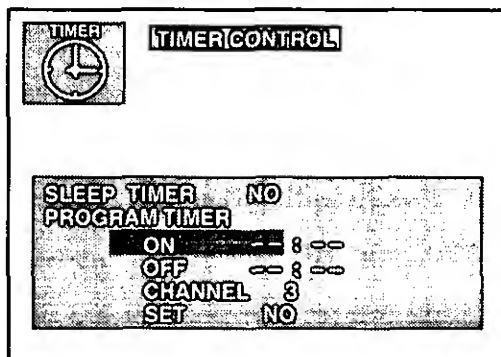 TIMER
TIMER CONTROL
SLEEP TIMER NO
PROGRAM TIMER
ON -- : --
OFF -- : --
CHANNEL 3
SET NO